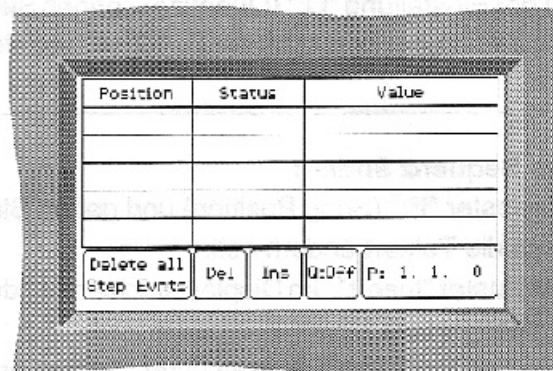 Position Status Value
Delete all
Step Evnts Del Ins Q:Off P: 1. 1. 0